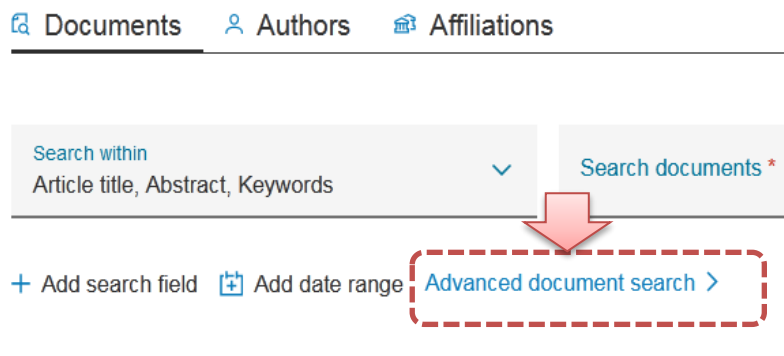 Documents Authors Affiliations
Search within
Article title, Abstract, Keywords
Search documents *
Add search field Add date range Advanced document search